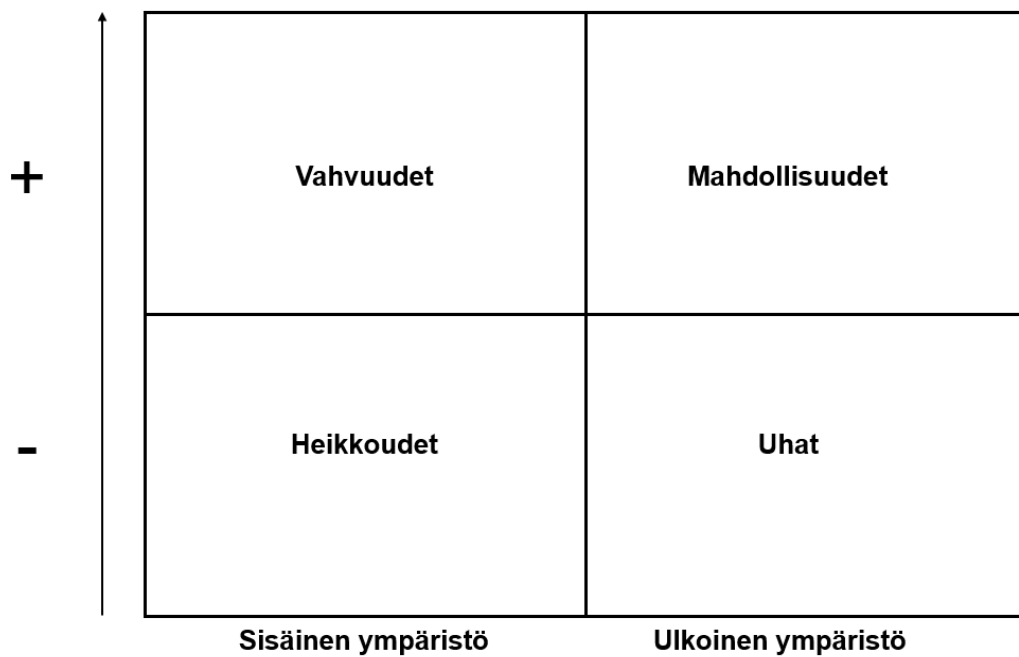 + Vahvuudet Mahdollisuudet
- Heikkoudet Uhat
Sisäinen ympäristö Ulkoinen ympäristö